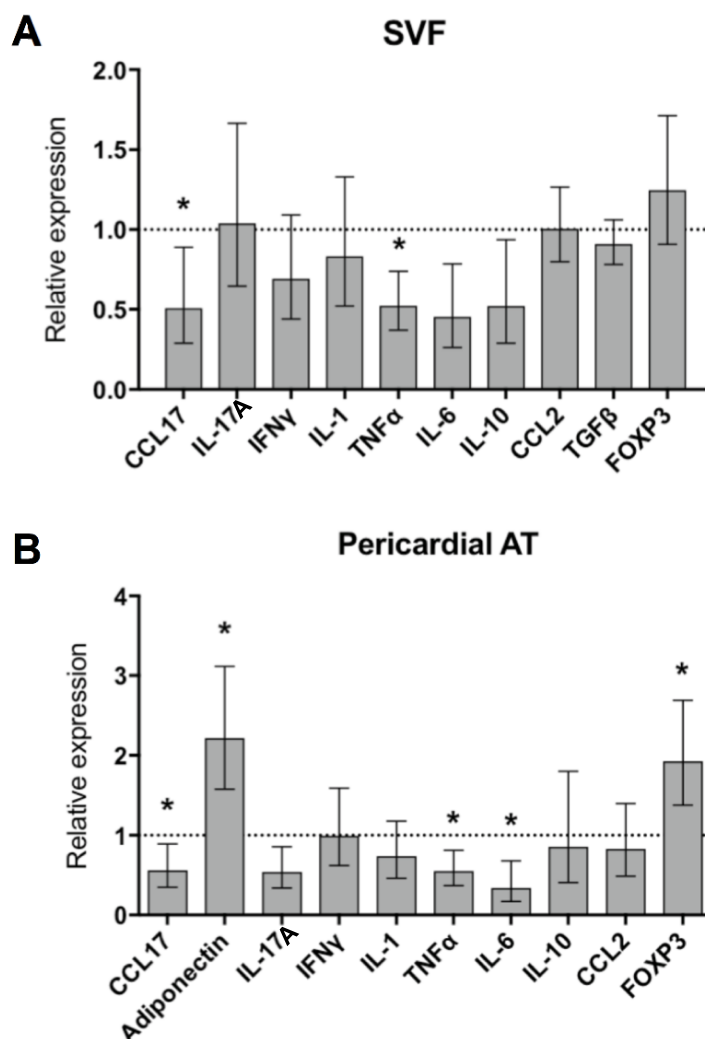 A
SVF
Relative expression
2.0
1.5
1.0
0.5
0.0
*
*
CCL17
IL-17A
IFNγ
IL-1
TNFα
IL-6
IL-10
CCL2
TGFβ
FOXP3
B
Pericardial AT
Relative expression
4
3
2
1
0
*
*
*
*
*
CCL17
Adiponectin
IL-17A
IFNγ
IL-1
TNFα
IL-6
IL-10
CCL2
FOXP3